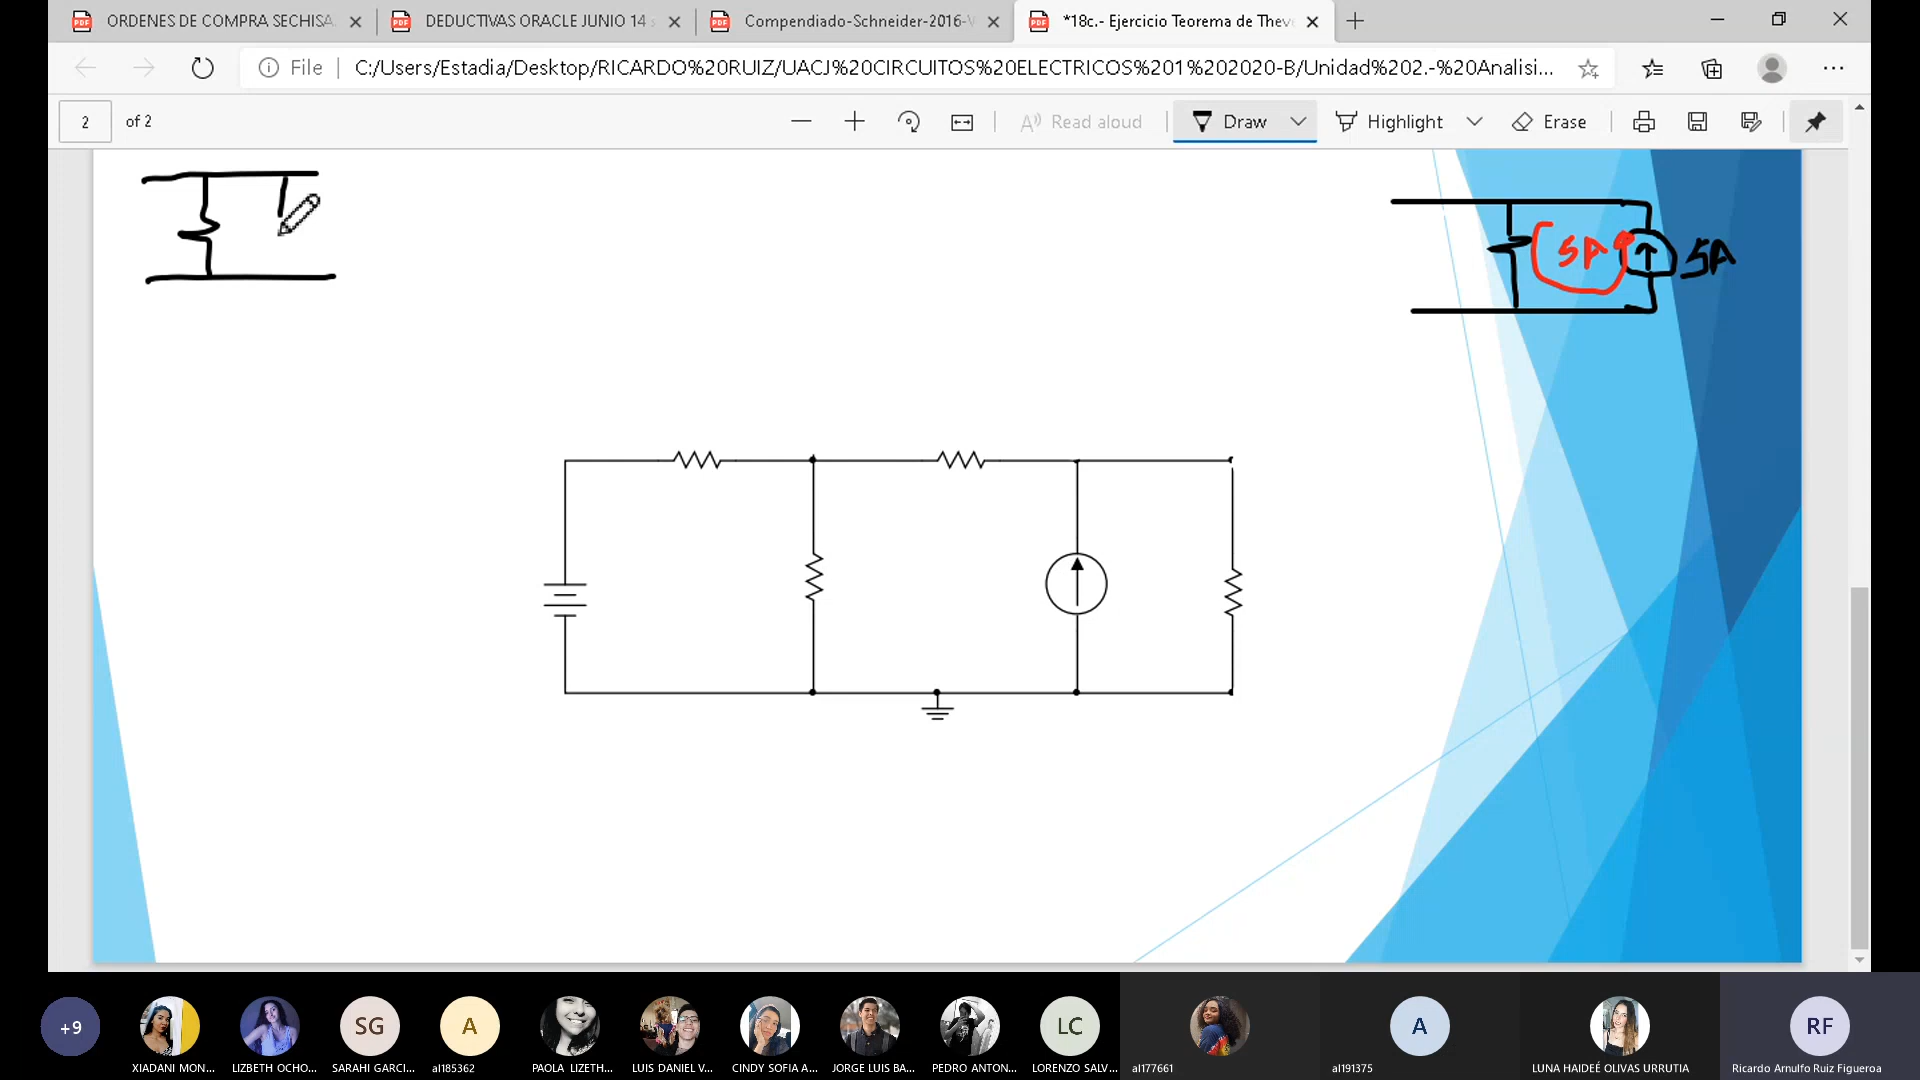 ORDENES DE COMPRA SECHISA
DEDUCTIVAS ORACLE JUNIO 14 s
Compendiado-Schneider-2016-V
*18c.- Ejercicio Teorema de Theve
File
C:/Users/Estadia/Desktop/RICARDO%20RUIZ/UACJ%20CIRCUITOS%20ELECTRICOS%201%202020-B/Unidad%202.-%20Analisi...
2 of 2
Read aloud
Draw
Highlight
Erase
5A
5A
+9
SG
A
LC
A
RF
XIADANI MON...
LIZBETH OCHO...
SARAHI GARCI...
al185362
PAOLA LIZETH...
LUIS DANIEL V...
CINDY SOFIA A...
JORGE LUIS BA...
PEDRO ANTON...
LORENZO SALV...
al177661
al191375
LUNA HAIDEÉ OLIVAS URRUTIA
Ricardo Arnulfo Ruiz Figueroa